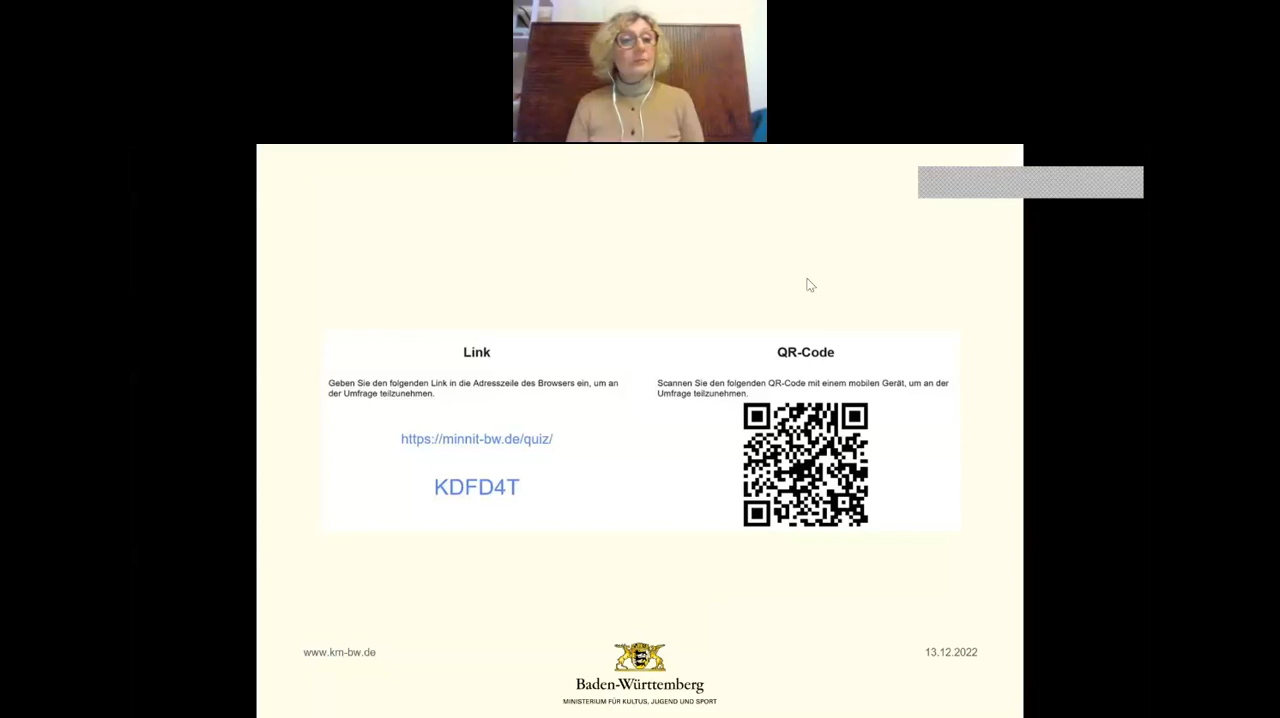 Link
Geben Sie den folgenden Link in die Adresszeile des Browsers ein, um an
der Umfrage teilzunehmen.
https://minnit-bw.de/quiz/
KDFD4T
QR-Code
Scannen Sie den folgenden QR-Code mit einem mobilen Gerät, um an der
Umfrage teilzunehmen.
www.km-bw.de
Baden-Württemberg
MINISTERIUM FÜR KULTUS, JUGEND UND SPORT
13.12.2022